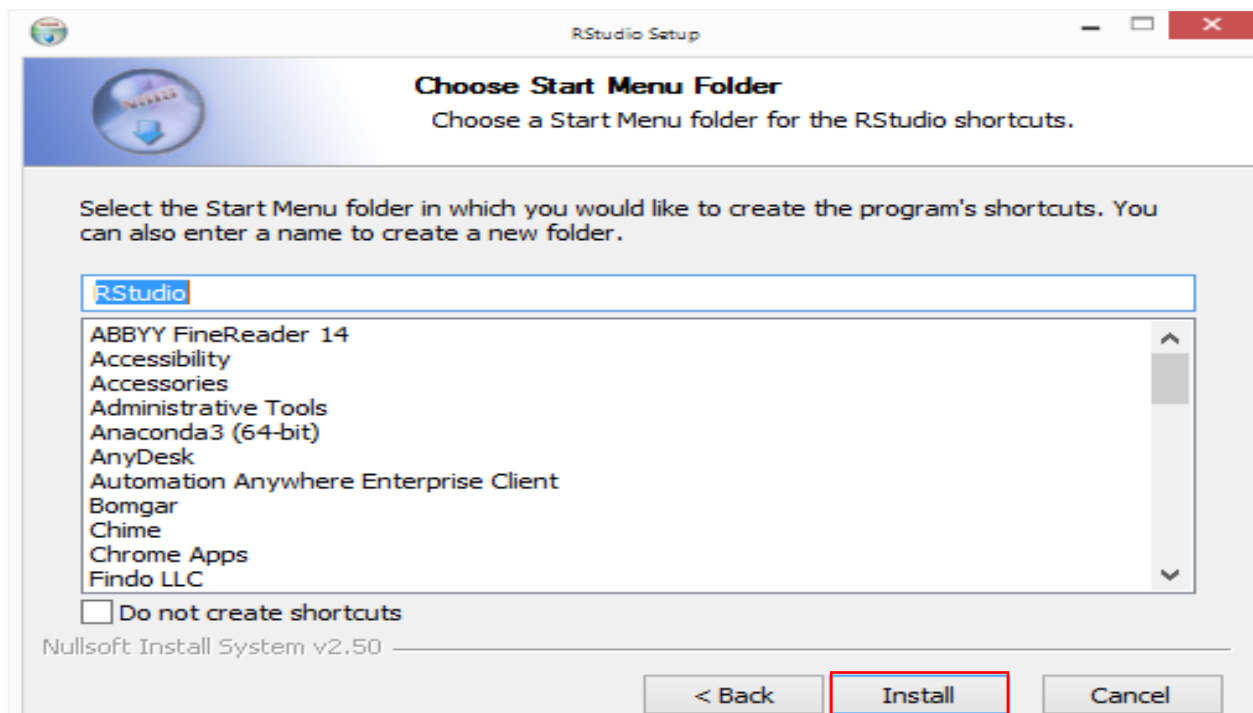 RStudio Setup
Choose Start Menu Folder
Choose a Start Menu folder for the RStudio shortcuts.
Select the Start Menu folder in which you would like to create the program's shortcuts. You
can also enter a name to create a new folder.
RStudio
ABBYY FineReader 14
Accessibility
Accessories
Administrative Tools
Anaconda3 (64-bit)
AnyDesk
Automation Anywhere Enterprise Client
Bomgar
Chime
Chrome Apps
Findo LLC
Do not create shortcuts
Nullsoft Install System v2.50
< Back
Install
Cancel